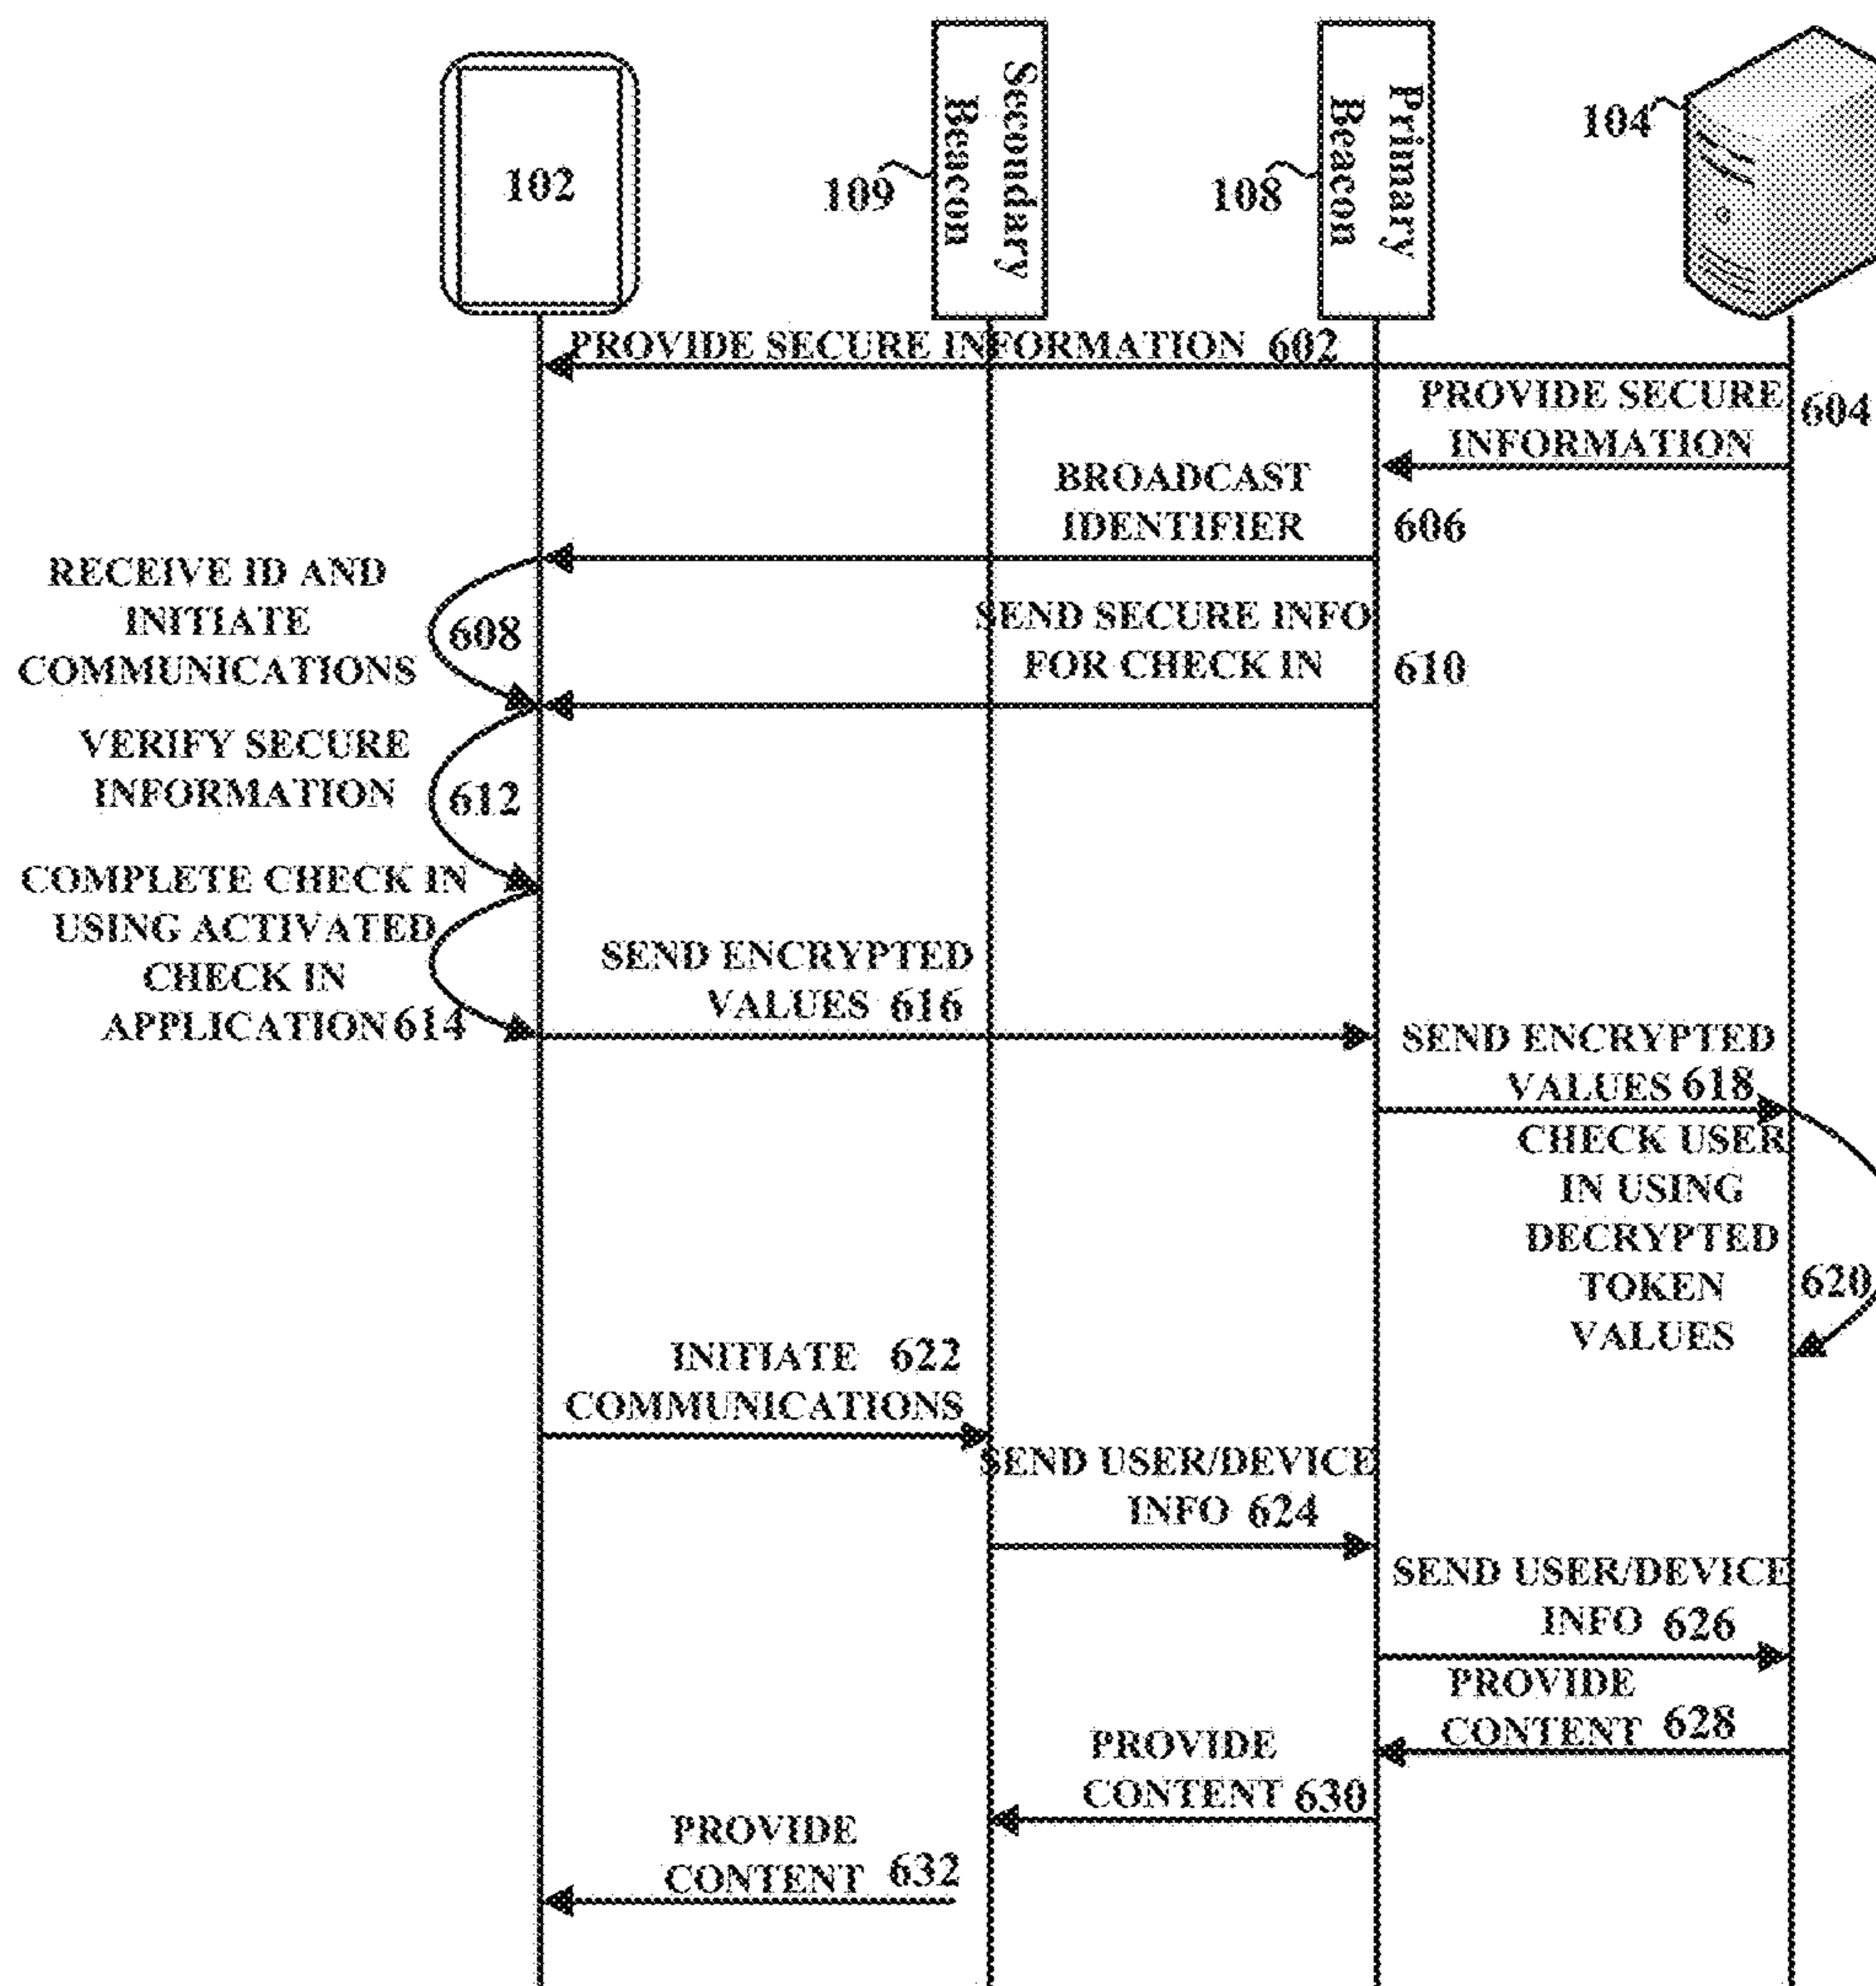 102
109
Secondary
Beacon
108
Primary
Beacon
104
PROVIDE SECURE INFORMATION 602
PROVIDE SECURE
INFORMATION
604
BROADCAST
IDENTIFIER
606
RECEIVE ID AND
INITIATE
COMMUNICATIONS
608
SEND SECURE INFO
FOR CHECK IN
610
VERIFY SECURE
INFORMATION
612
COMPLETE CHECK IN
USING ACTIVATED
CHECK IN
APPLICATION 614
SEND ENCRYPTED
VALUES 616
SEND ENCRYPTED
VALUES 618
CHECK USER
IN USING
DECRYPTED
TOKEN
VALUES
620
INITIATE 622
COMMUNICATIONS
SEND USER/DEVICE
INFO 624
SEND USER/DEVICE
INFO 626
PROVIDE
CONTENT 628
PROVIDE
CONTENT 630
PROVIDE
CONTENT 632